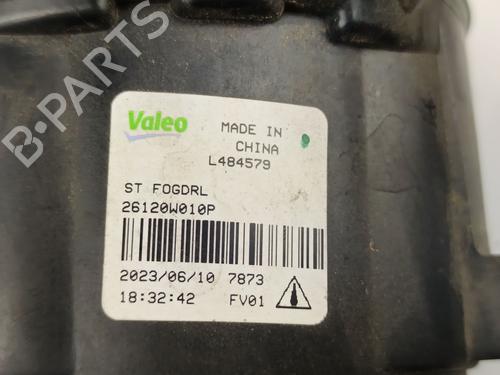 Valeo
MADE IN
CHINA
L484579
ST FOGDRL
26120W010P
2023/06/10 7873
18:32:42 FV01
B-PARTS